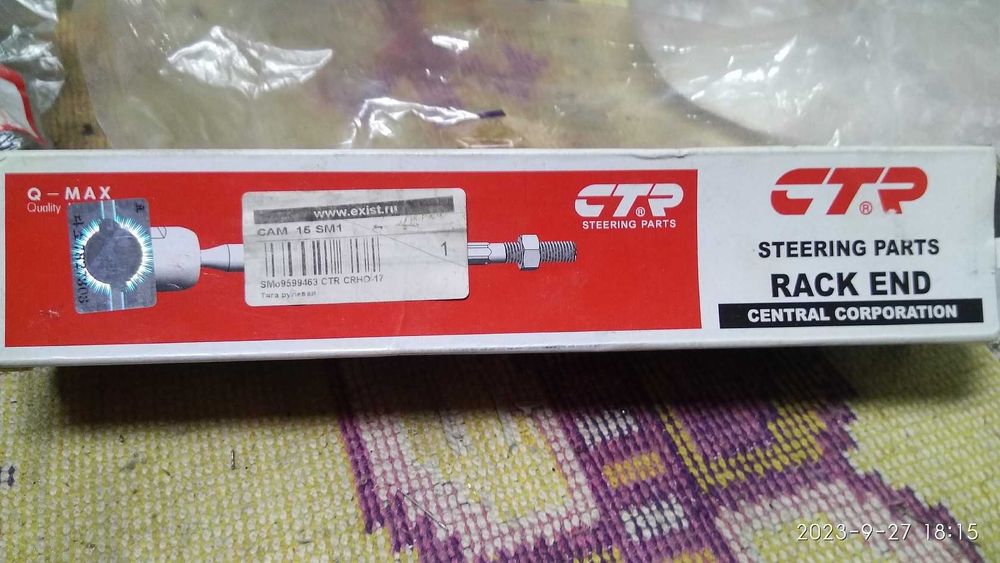 Q-MAX
Quality
www.exist.ru
САМ 15 SM1
1
SMo9599463 CTR CRHO-17
Тяга рулевая
CTR
®
STEERING PARTS
CTR
®
STEERING PARTS
RACK END
CENTRAL CORPORATION
2023-9-27 18:15